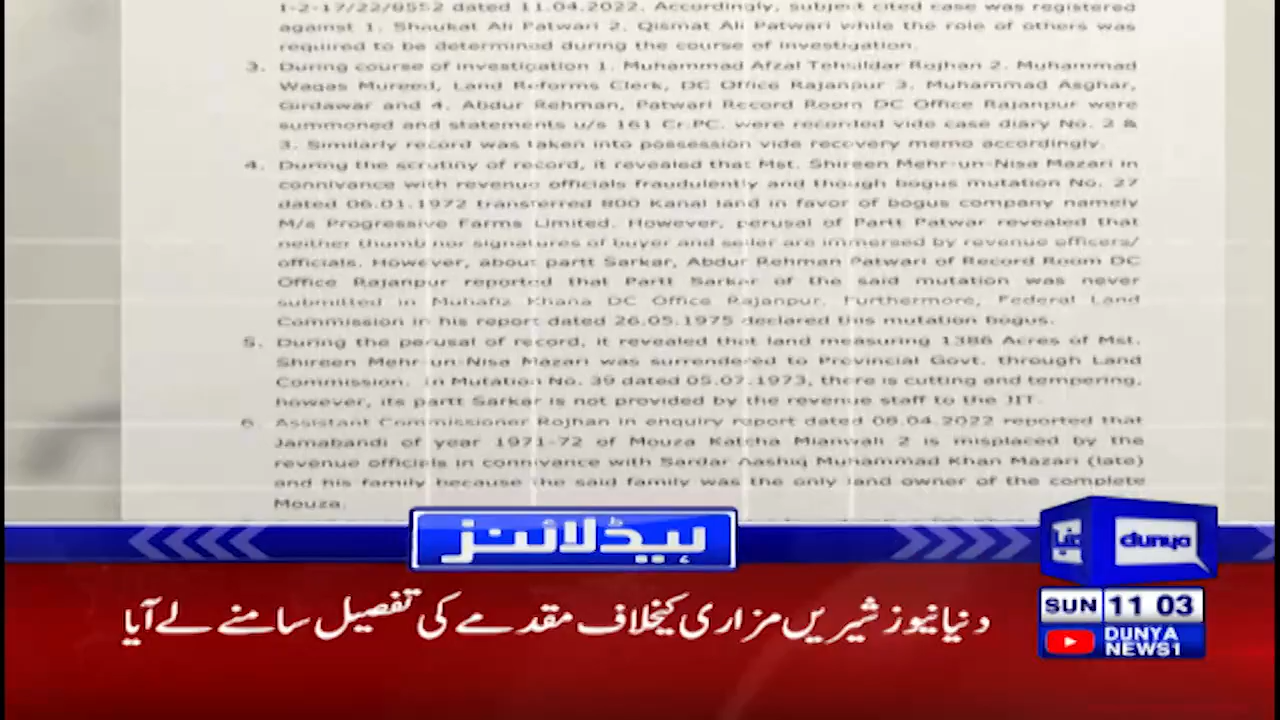 1-2-17/22/8552 dated 11.04.2022. Accordingly, subject cited case was registered
against 1. Shaukat Ali Patwari 2. Qismat Ali Patwari while the role of others was
required to be determined during the course of investigation.
3. During course of investigation 1. Muhammad Afzal Tehsildar Rojhan 2. Muhammad
Waqas Mureed, Land Reforms Clerk, DC Office Rajanpur 3. Muhammad Asghar,
Girdawar and 4. Abdur Rehman, Patwari Record Room DC Office Rajanpur were
summoned and statements u/s 161 Cr.PC. were recorded vide case diary No. 2 &
3. Similarly record was taken into possession vide recovery memo accordingly.
4. During the scrutiny of record, it revealed that Mst. Shireen Mehr-un-Nisa Mazari in
connivance with revenue officials fraudulently and though bogus mutation No. 27
dated 06.01.1972 transferred 800 Kanal land in favor of bogus company namely
M/s Progressive Farms Limited. However, perusal of Partt Patwar revealed that
neither thumb nor signatures of buyer and seller are immersed by revenue officers/
officials. However, about partt Sarkar, Abdur Rehman Patwari of Record Room DC
Office Rajanpur reported that Partt Sarkar of the said mutation was never
submitted in Muhafiz Khana DC Office Rajanpur. Furthermore, Federal Land
Commission in his report dated 26.05.1975 declared this mutation bogus.
5. During the perusal of record, it revealed that land measuring 1386 Acres of Mst.
Shireen Mehr-un-Nisa Mazari was surrendered to Provincial Govt. through Land
Commission. In Mutation No. 39 dated 05.07.1973, there is cutting and tempering,
however, its partt Sarkar is not provided by the revenue staff to the JIT.
6. Assistant Commissioner Rojhan in enquiry report dated 08.04.2022 reported that
Jamabandi of year 1971-72 of Mouza Katcha Mianwali 2 is misplaced by the
revenue officials in connivance with Sardar Aashiq Muhammad Khan Mazari (late)
and his family because the said family was the only land owner of the complete
Mouza.
ہیڈلائنز
دنیا dunya
SUN 11 03
DUNYA
NEWS1
دنیا نیوز شیریں مزاری کیخلاف مقدمے کی تفصیل سامنے لے آیا